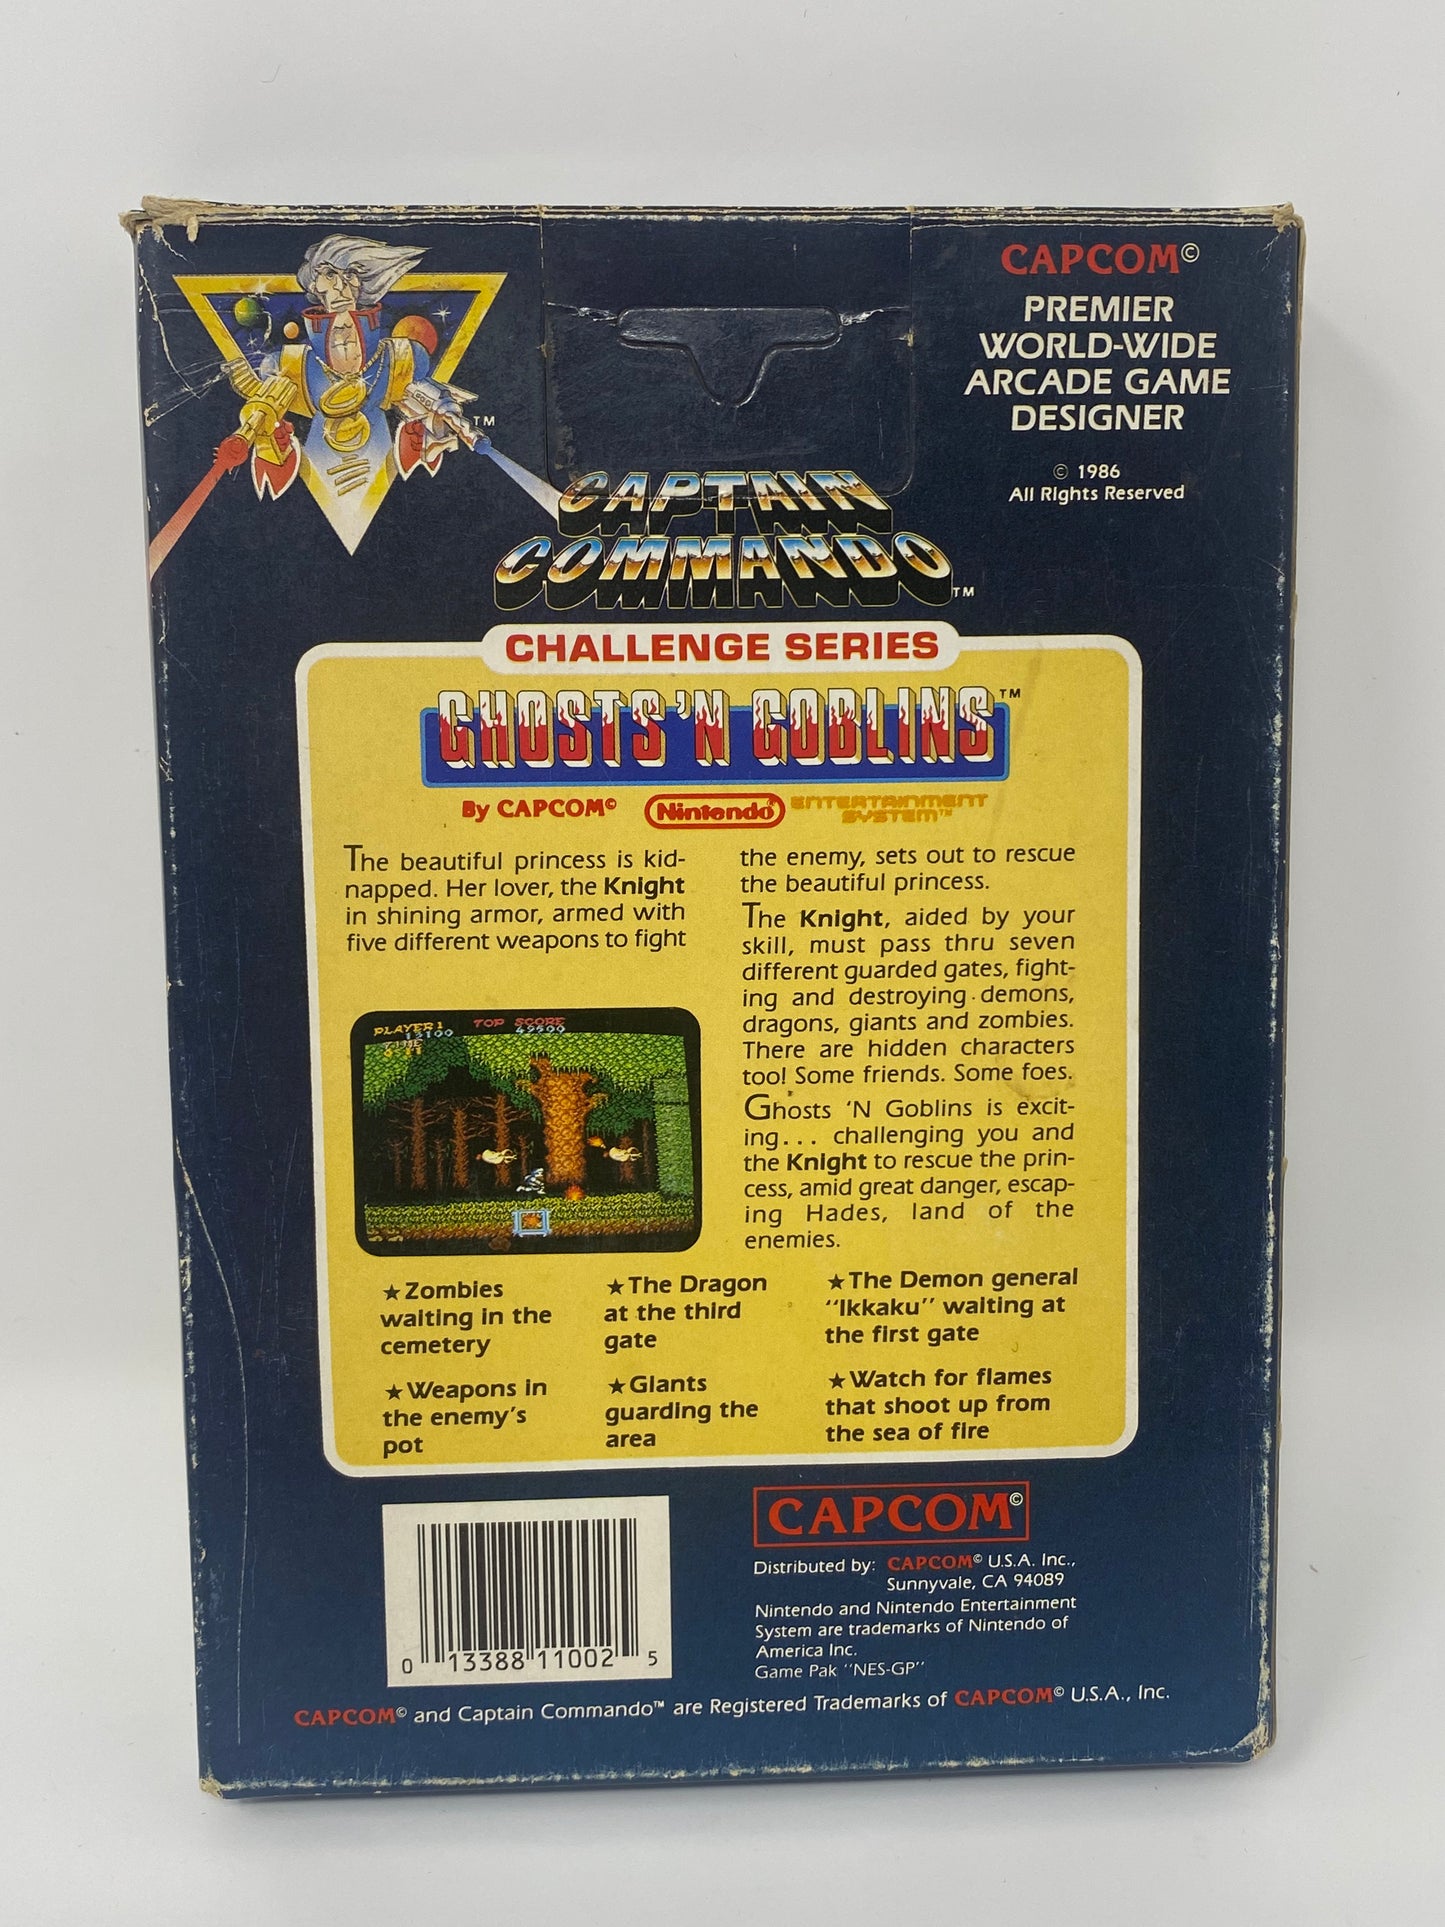 CAPCOM©
PREMIER
WORLD-WIDE
ARCADE GAME
DESIGNER
© 1986
All Rights Reserved
TM
CAPTAIN
COMMANDO™
CHALLENGE SERIES
GHOSTS'N GOBLINS™
By CAPCOM© Nintendo® ENTERTAINMENT
SYSTEM™
The beautiful princess is kid-
napped. Her lover, the Knight
in shining armor, armed with
five different weapons to fight
the enemy, sets out to rescue
the beautiful princess.
The Knight, aided by your
skill, must pass thru seven
different guarded gates, fight-
ing and destroying demons,
dragons, giants and zombies.
There are hidden characters
too! Some friends. Some foes.
Ghosts 'N Goblins is excit-
ing... challenging you and
the Knight to rescue the prin-
cess, amid great danger, escap-
ing Hades, land of the
enemies.
PLAYER 1 TOP SCORE
12100 49500
TIME
★Zombies
waiting in the
cemetery
★The Dragon
at the third
gate
★The Demon general
"Ikkaku" waiting at
the first gate
★Weapons in
the enemy's
pot
★Giants
guarding the
area
★Watch for flames
that shoot up from
the sea of fire
0 13388 11002 5
CAPCOM©
Distributed by: CAPCOM© U.S.A. Inc.,
Sunnyvale, CA 94089
Nintendo and Nintendo Entertainment
System are trademarks of Nintendo of
America Inc.
Game Pak "NES-GP"
CAPCOM© and Captain Commando™ are Registered Trademarks of CAPCOM© U.S.A., Inc.